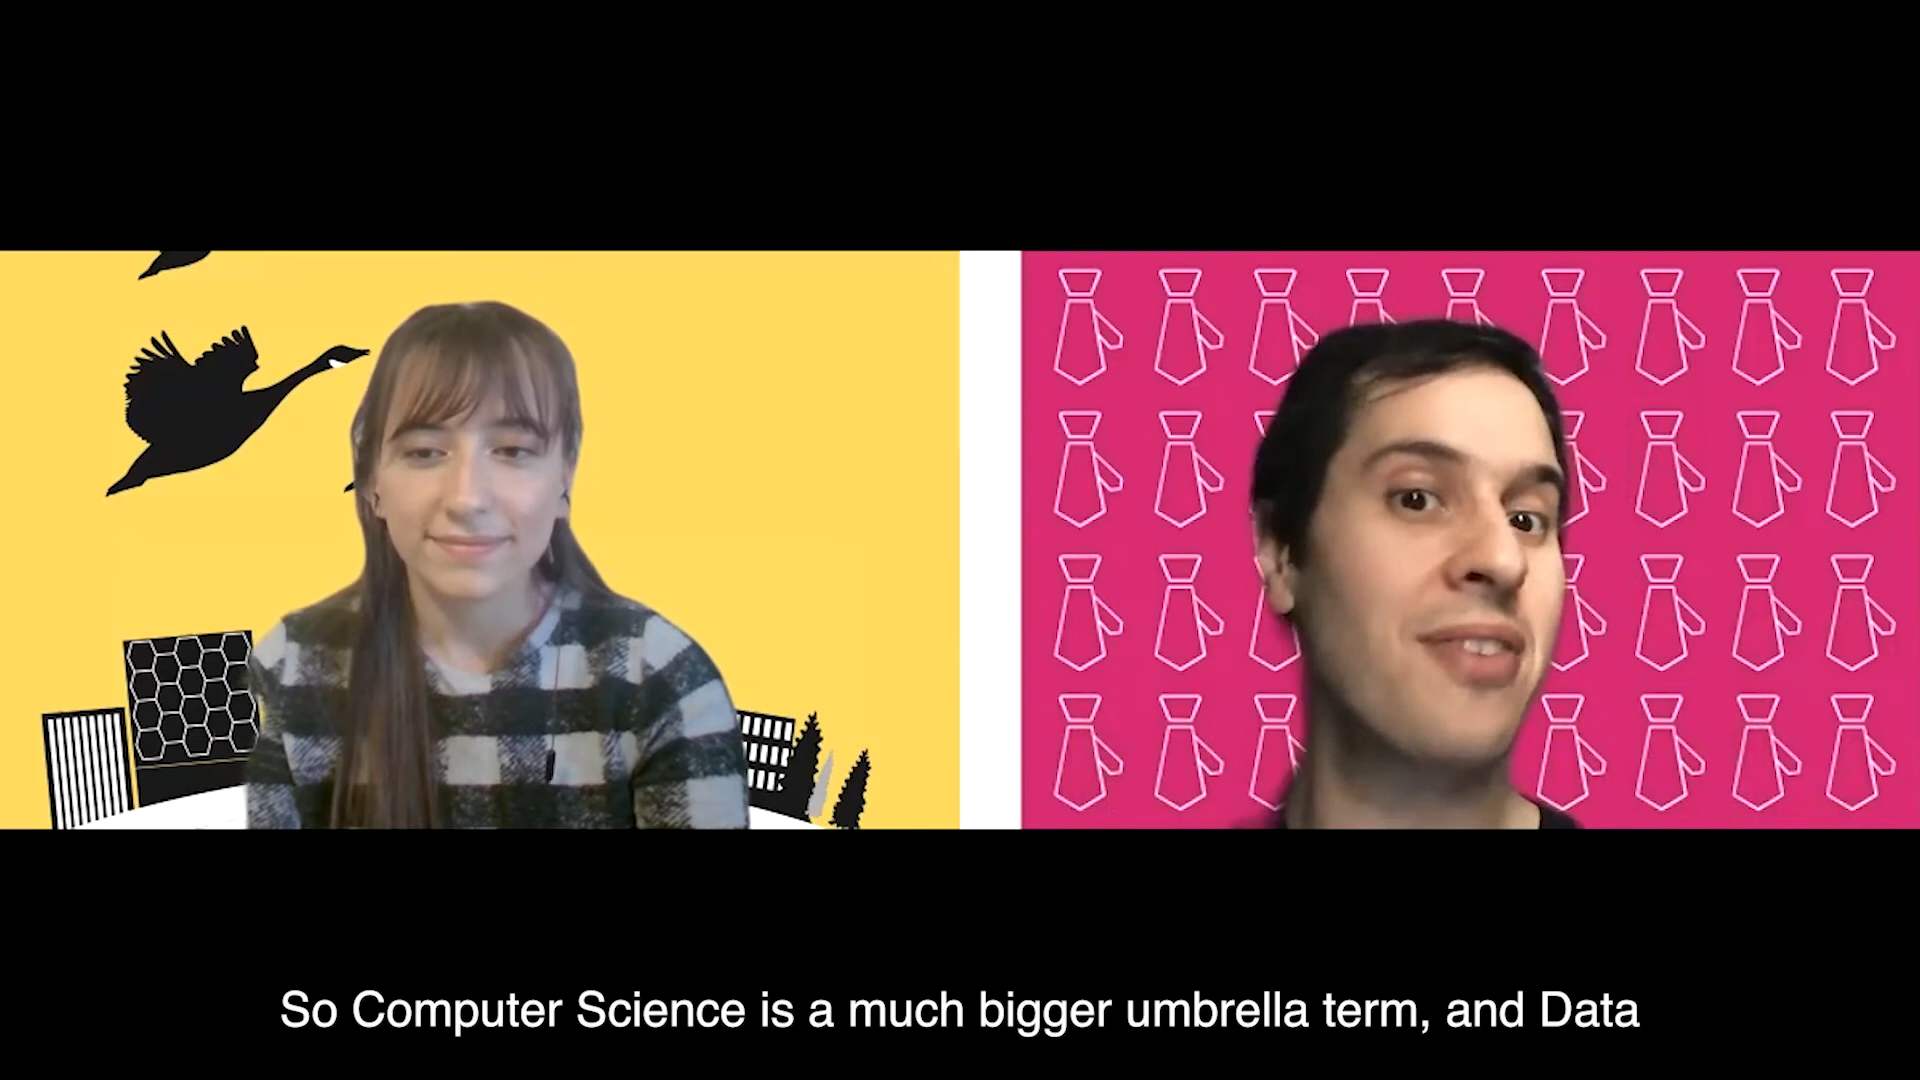 So Computer Science is a much bigger umbrella term, and Data